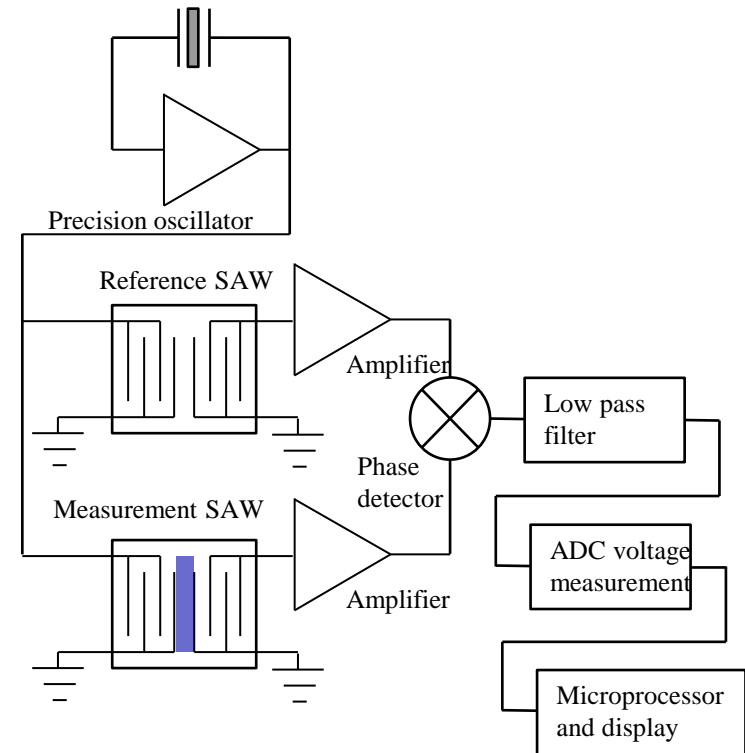 Precision oscillator
Reference SAW
Amplifier
Low pass
filter
Phase
detector
Measurement SAW
ADC voltage
measurement
Amplifier
Microprocessor
and display